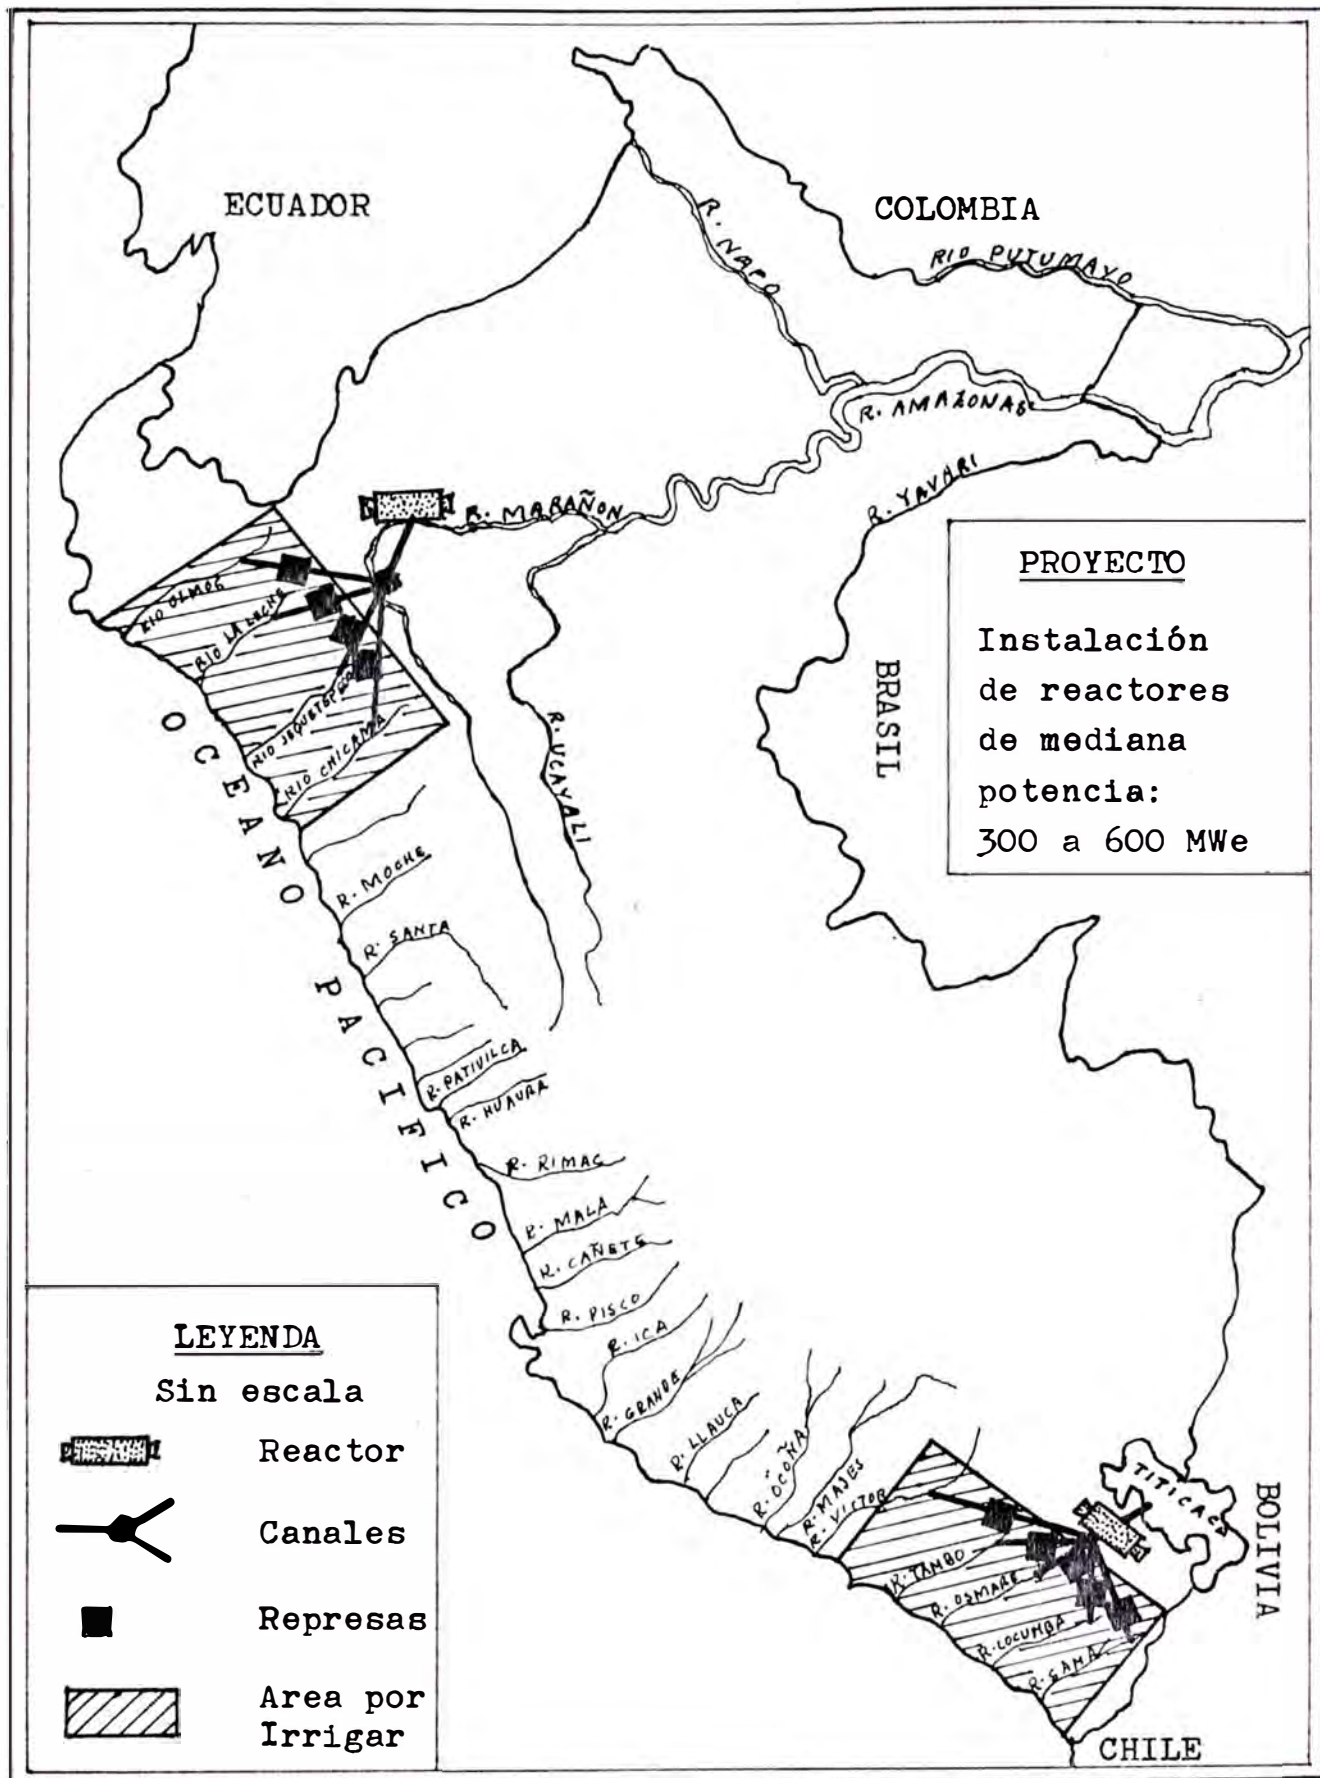 ECUADOR
COLOMBIA
R. NAPO
RIO PUTUMAYO
R. AMAZONAS
R. YAVARI
R. MARAÑON
RIO OLMOS
RIO LA LECHE
RIO JEQUETEPEQUE
RIO CHICAMA
R. UCAYALI
BRASIL
PROYECTO
Instalación
de reactores
de mediana
potencia:
300 a 600 MWe
OCEANO PACIFICO
R. MOCHE
R. SANTA
R. PATIVILCA
R. HUAURA
R. RIMAC
R. MALA
R. CAÑETE
R. PISCO
R. ICA
R. GRANDE
R. LLAUCA
R. OCOÑA
R. MAJES
R. VICTOR
R. TAMBO
R. OSMARE
R. LOCUMBA
R. SAMA
TITICACA
BOLIVIA
CHILE
LEYENDA
Sin escala
Reactor
Canales
Represas
Area por
Irrigar